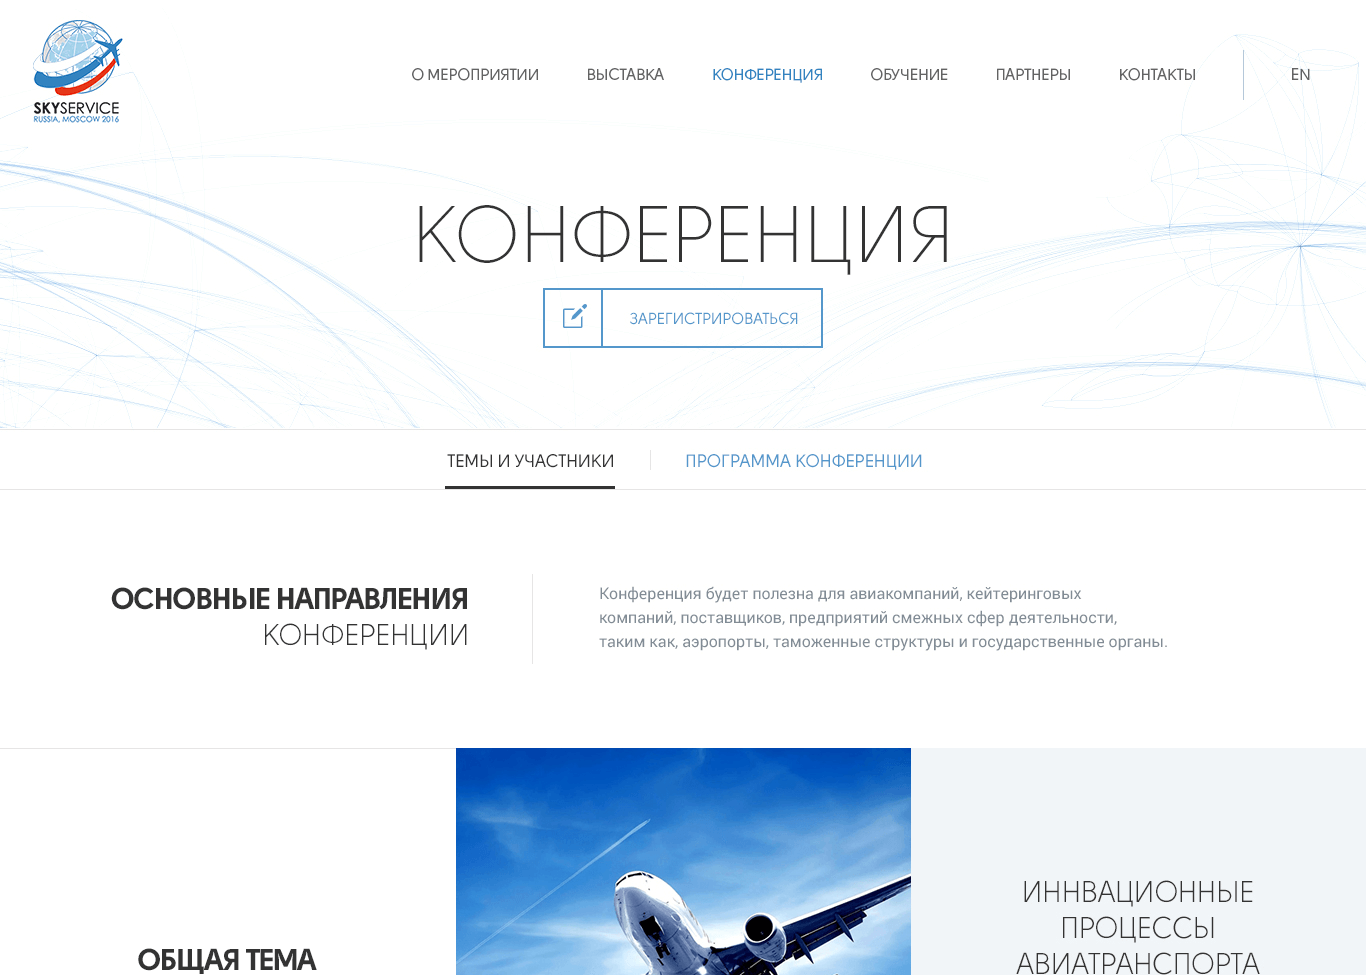 SKYSERVICE
RUSSIA, MOSCOW 2016
О МЕРОПРИЯТИИ
ВЫСТАВКА
КОНФЕРЕНЦИЯ
ОБУЧЕНИЕ
ПАРТНЕРЫ
КОНТАКТЫ
EN
КОНФЕРЕНЦИЯ
ЗАРЕГИСТРИРОВАТЬСЯ
ТЕМЫ И УЧАСТНИКИ
ПРОГРАММА КОНФЕРЕНЦИИ
ОСНОВНЫЕ НАПРАВЛЕНИЯ
КОНФЕРЕНЦИИ
Конференция будет полезна для авиакомпаний, кейтеринговых
компаний, поставщиков, предприятий смежных сфер деятельности,
таким как, аэропорты, таможенные структуры и государственные органы.
ОБЩАЯ ТЕМА
ИННВАЦИОННЫЕ
ПРОЦЕССЫ
АВИАТРАНСПОРТА